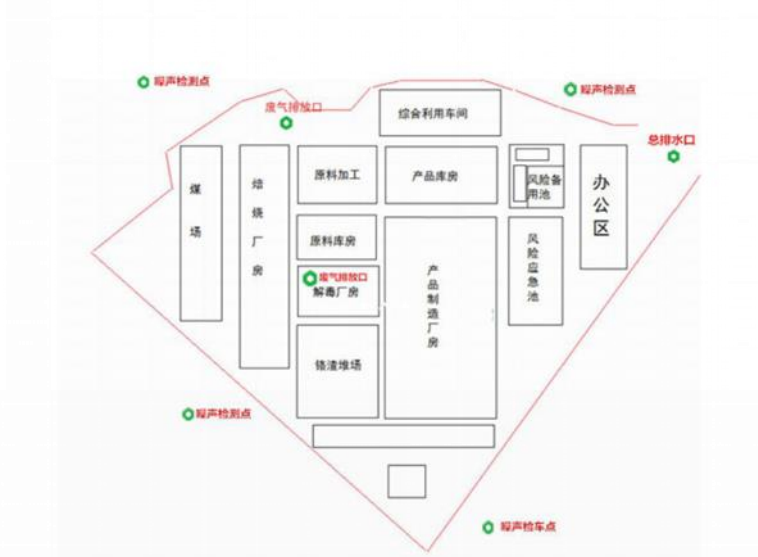 噪声检测点
噪声检测点
废气排放口
综合利用车间
总排水口
煤场
焙烧厂房
原料加工
产品库房
风险备
用池
办公区
原料库房
废气排放口
解毒厂房
产品制造厂房
风险应急池
铬渣堆场
噪声检测点
噪声检车点